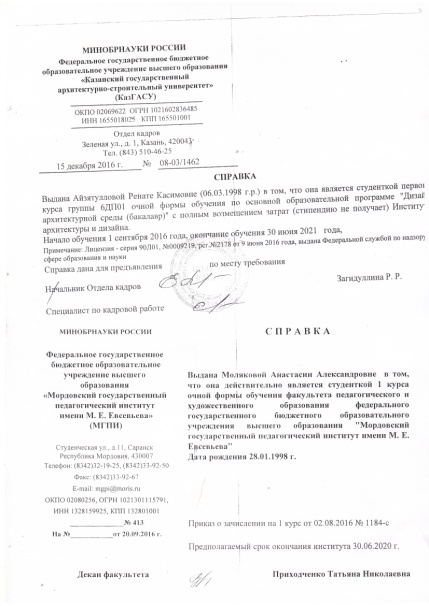 МИНОБРНАУКИ РОССИИ
Федеральное государственное бюджетное
образовательное учреждение высшего образования
«Казанский государственный
архитектурно-строительный университет»
(КазГАСУ)
ОКПО 02069622 ОГРН 1021602836485
ИНН 1655018025 КПП 165501001
Отдел кадров
Зеленая ул., д. 1, Казань, 420043
Тел. (843) 510-46-25
15 декабря 2016 г. № 08-03/1462
СПРАВКА
Выдана Айзятулловой Ренате Касимовне (06.03.1998 г.р.) в том, что она является студенткой первог
курса группы 6ДП01 очной формы обучения по основной образовательной программе "Дизай
архитектурной среды (бакалавр)" с полным возмещением затрат (стипендию не получает) Институт
архитектуры и дизайна.
Начало обучения 1 сентября 2016 года, окончание обучения 30 июня 2021 года,
Примечание: Лицензия - серия 90Л01, №0009219, рег.№2178 от 9 июня 2016 года, выдана Федеральной службой по надзору
сфере образования и науки
Справка дана для предъявления по месту требования
Начальник Отдела кадров Загидуллина Р. Р.
Специалист по кадровой работе
МИНОБРНАУКИ РОССИИ
Федеральное государственное
бюджетное образовательное
учреждение высшего
образования
«Мордовский государственный
педагогический институт
имени М. Е. Евсевьева»
(МГПИ)
Студенческая ул., д.11, Саранск
Республика Мордовия, 430007
Телефон: (8342)32-19-25, (8342)33-92-50
Факс: (8342)33-92-67
E-mail: mgpi@moris.ru
ОКПО 02080256, ОГРН 1021301115791,
ИНН 1328159925, КПП 132801001
№ 413
На № от 20.09.2016 г.
СПРАВКА
Выдана Моляковой Анастасии Александровне в том,
что она действительно является студенткой 1 курса
очной формы обучения факультета педагогического и
художественного образования федерального
государственного бюджетного образовательного
учреждения высшего образования "Мордовский
государственный педагогический институт имени М. Е.
Евсевьева"
Дата рождения 28.01.1998 г.
Приказ о зачислении на 1 курс от 02.08.2016 № 1184-с
Предполагаемый срок окончания института 30.06.2020 г.
Декан факультета Приходченко Татьяна Николаевна